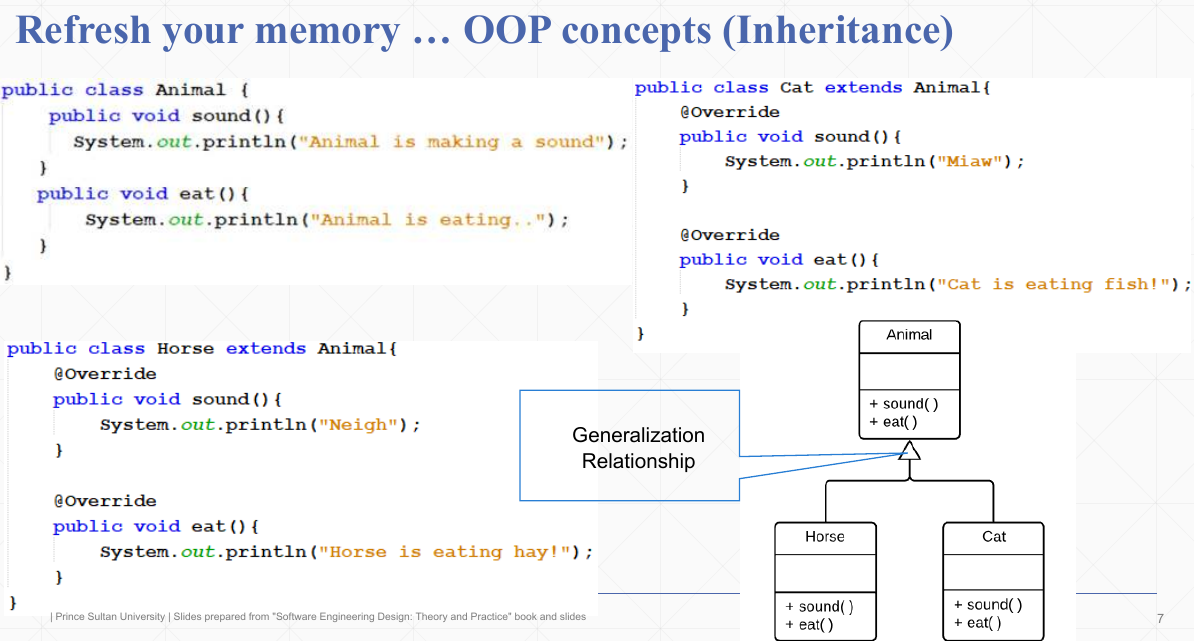 Refresh your memory … OOP concepts (Inheritance)
public class Animal {
public void sound(){
System.out.println("Animal is making a sound");
}
public void eat(){
System.out.println("Animal is eating..");
}
}
public class Cat extends Animal{
@Override
public void sound(){
System.out.println("Miaw");
}
@Override
public void eat(){
System.out.println("Cat is eating fish!");
}
}
public class Horse extends Animal{
@Override
public void sound(){
System.out.println("Neigh");
}
@Override
public void eat(){
System.out.println("Horse is eating hay!");
}
}
Generalization
Relationship
Animal
+ sound( )
+ eat( )
Horse
+ sound( )
+ eat( )
Cat
+ sound( )
+ eat( )
| Prince Sultan University | Slides prepared from "Software Engineering Design: Theory and Practice" book and slides
7